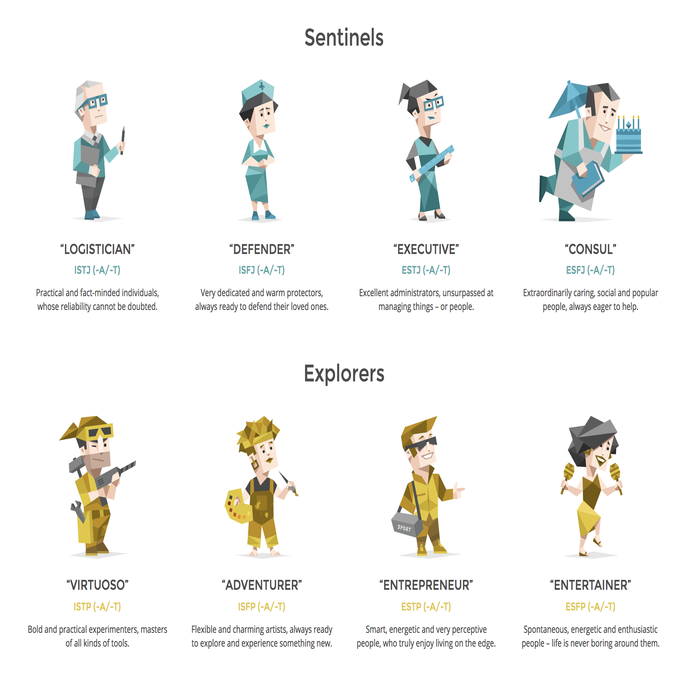 Sentinels
“LOGISTICIAN”
ISTJ (-A/-T)
Practical and fact-minded individuals,
whose reliability cannot be doubted.
“DEFENDER”
ISFJ (-A/-T)
Very dedicated and warm protectors,
always ready to defend their loved ones.
“EXECUTIVE”
ESTJ (-A/-T)
Excellent administrators, unsurpassed at
managing things – or people.
“CONSUL”
ESFJ (-A/-T)
Extraordinarily caring, social and popular
people, always eager to help.
Explorers
“VIRTUOSO”
ISTP (-A/-T)
Bold and practical experimenters, masters
of all kinds of tools.
“ADVENTURER”
ISFP (-A/-T)
Flexible and charming artists, always ready
to explore and experience something new.
SPORT
“ENTREPRENEUR”
ESTP (-A/-T)
Smart, energetic and very perceptive
people, who truly enjoy living on the edge.
“ENTERTAINER”
ESFP (-A/-T)
Spontaneous, energetic and enthusiastic
people – life is never boring around them.